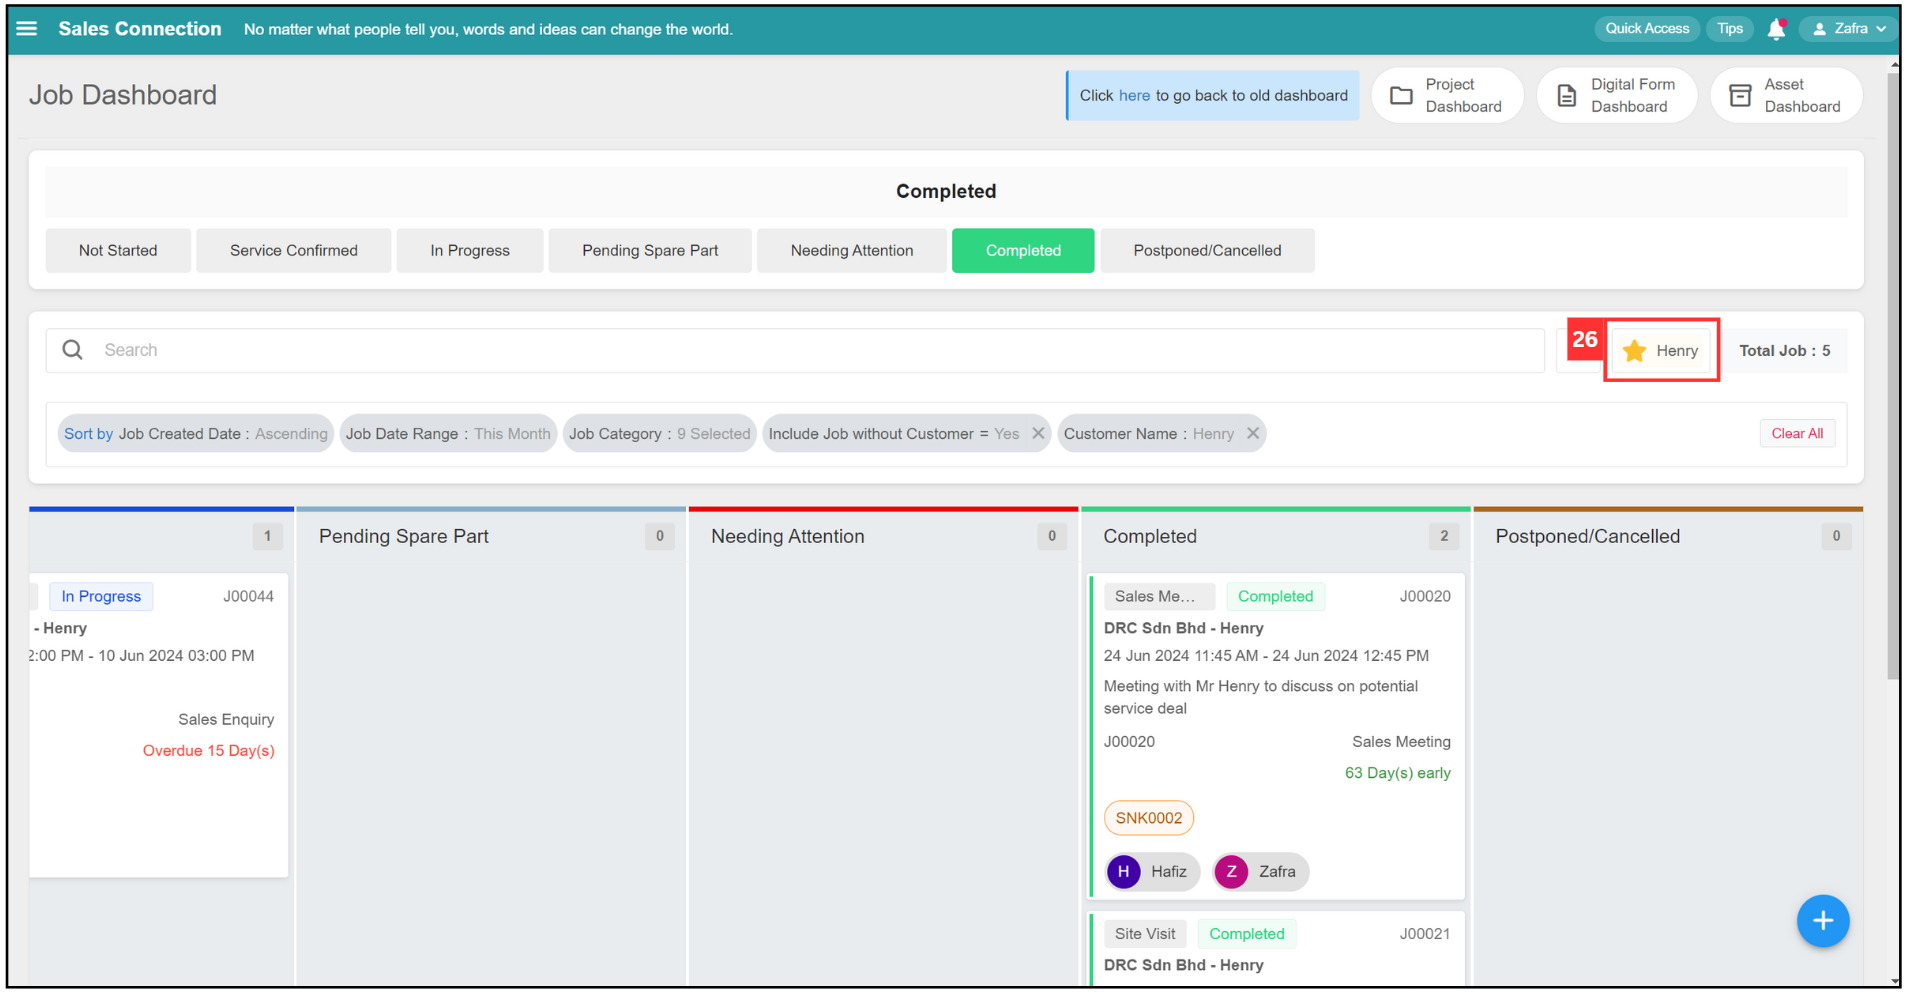 Sales Connection No matter what people tell you, words and ideas can change the world. Quick Access Tips Zafra
Job Dashboard
Click here to go back to old dashboard
Project
Dashboard
Digital Form
Dashboard
Asset
Dashboard
Completed
Not Started Service Confirmed In Progress Pending Spare Part Needing Attention Completed Postponed/Cancelled
Search
26
Henry
Total Job : 5
Sort by Job Created Date : Ascending Job Date Range : This Month Job Category : 9 Selected Include Job without Customer = Yes Customer Name : Henry Clear All
1 Pending Spare Part 0 Needing Attention 0 Completed 2 Postponed/Cancelled 0
In Progress J00044
- Henry
2:00 PM - 10 Jun 2024 03:00 PM
Sales Enquiry
Overdue 15 Day(s)
Sales Me... Completed J00020
DRC Sdn Bhd - Henry
24 Jun 2024 11:45 AM - 24 Jun 2024 12:45 PM
Meeting with Mr Henry to discuss on potential
service deal
J00020 Sales Meeting
63 Day(s) early
SNK0002
H Hafiz Z Zafra
Site Visit Completed J00021
DRC Sdn Bhd - Henry